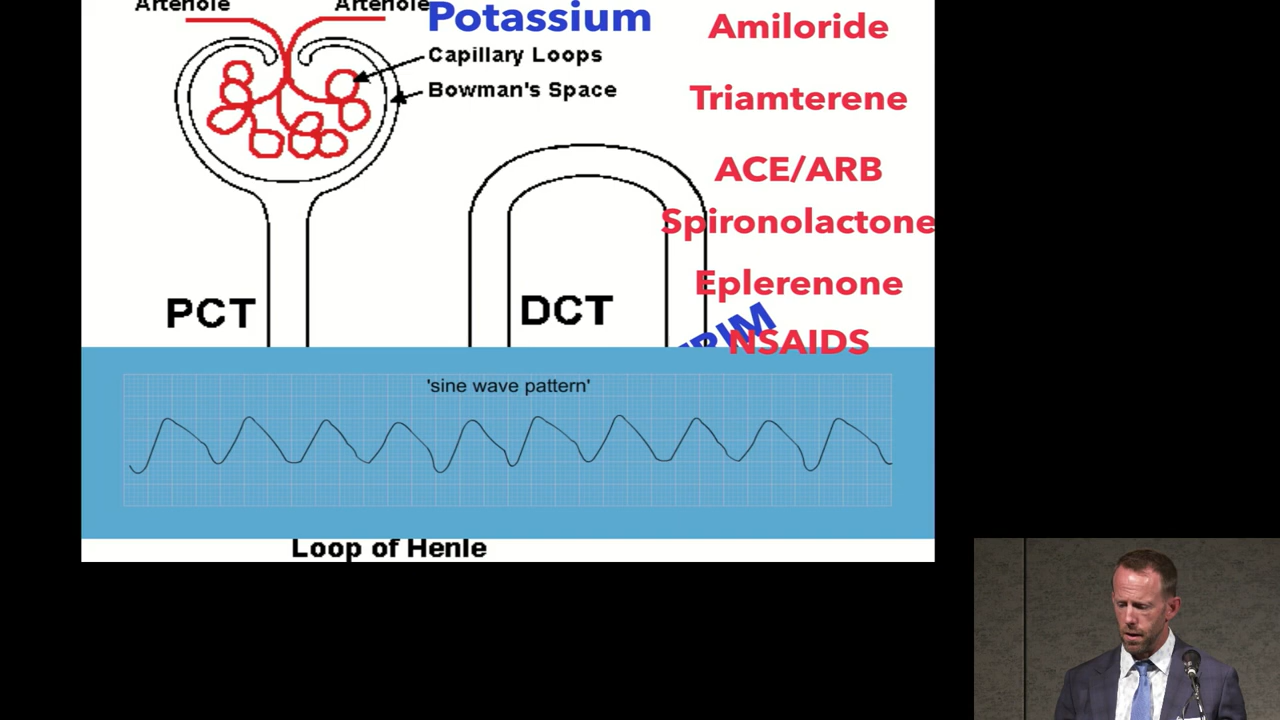 Arteriole
Arteriole
Potassium
Capillary Loops
Bowman's Space
Amiloride
Triamterene
ACE/ARB
Spironolactone
Eplerenone
NSAIDS
PCT
DCT
'sine wave pattern'
Loop of Henle